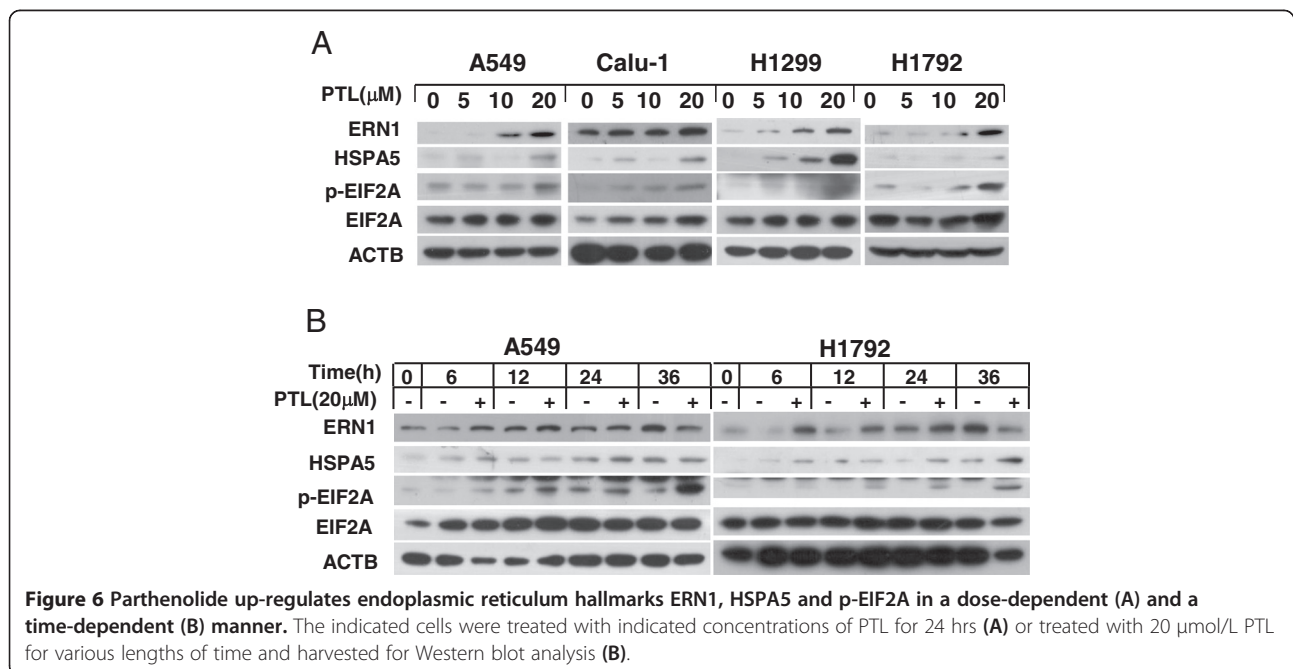 A
A549 Calu-1 H1299 H1792
PTL(μM) 0 5 10 20 0 5 10 20 0 5 10 20 0 5 10 20
ERN1
HSPA5
p-EIF2A
EIF2A
ACTB
B
A549 H1792
Time(h) 0 6 12 24 36 0 6 12 24 36
PTL(20μM) - - + - + - + - + - - + - + - + - +
ERN1
HSPA5
p-EIF2A
EIF2A
ACTB
Figure 6 Parthenolide up-regulates endoplasmic reticulum hallmarks ERN1, HSPA5 and p-EIF2A in a dose-dependent (A) and a
time-dependent (B) manner. The indicated cells were treated with indicated concentrations of PTL for 24 hrs (A) or treated with 20 μmol/L PTL
for various lengths of time and harvested for Western blot analysis (B).